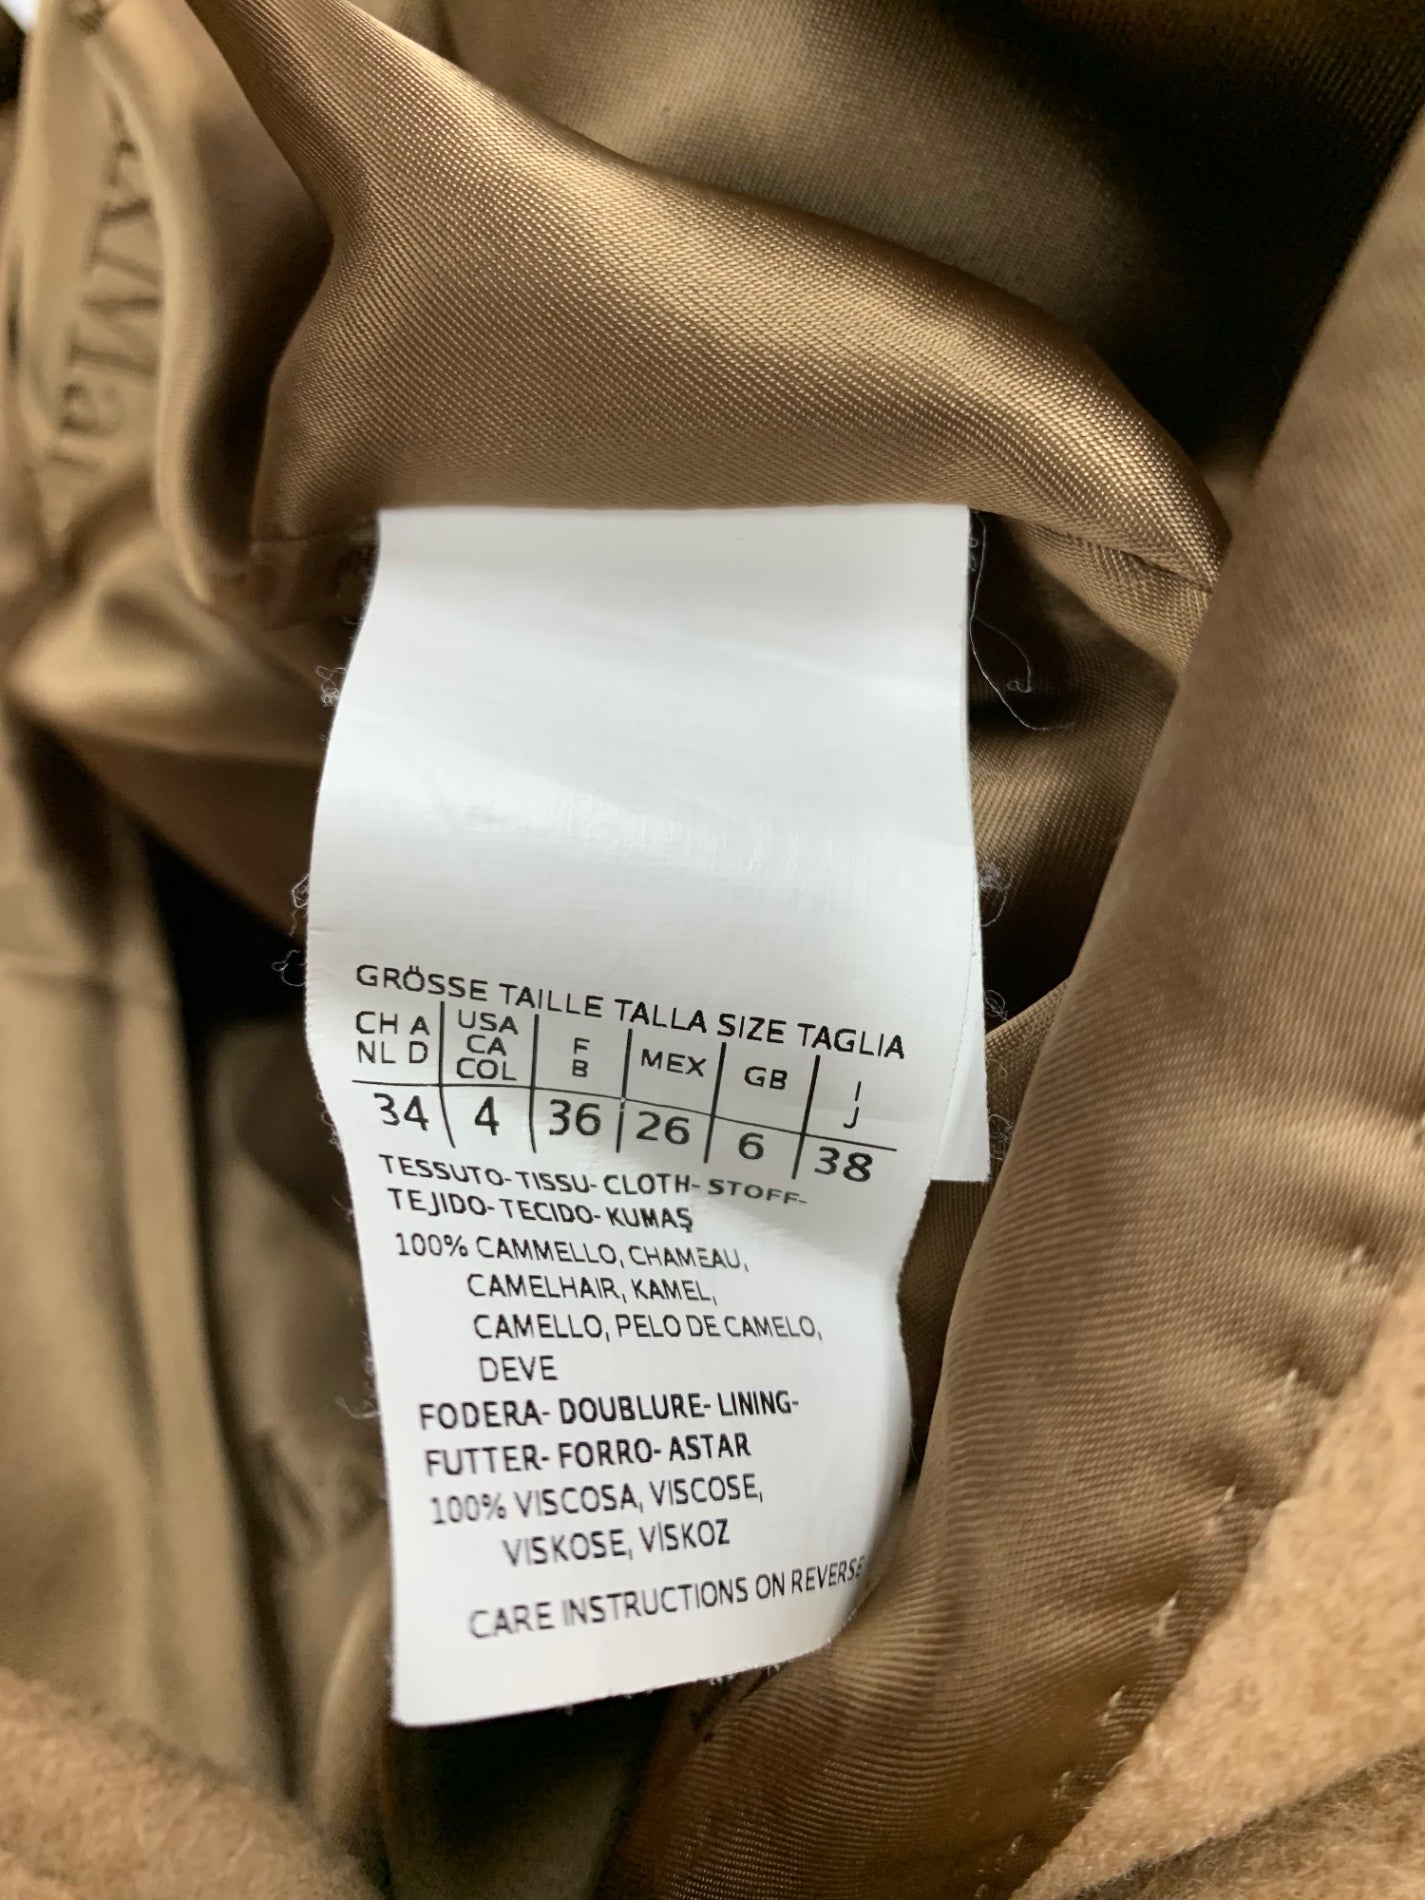 GRÖSSE TAILLE TALLA SIZE TAGLIA
CH A NL D USA CA COL F B MEX GB I J
34 4 36 26 6 38
TESSUTO-TISSU-CLOTH-STOFF-
TEJIDO-TECIDO-KUMAŞ
100% CAMMELLO, CHAMEAU,
CAMELHAIR, KAMEL,
CAMELLO, PELO DE CAMELO,
DEVE
FODERA-DOUBLURE-LINING-
FUTTER-FORRO-ASTAR
100% VISCOSA, VISCOSE,
VISKOSE, VISKOZ
CARE INSTRUCTIONS ON REVERSE